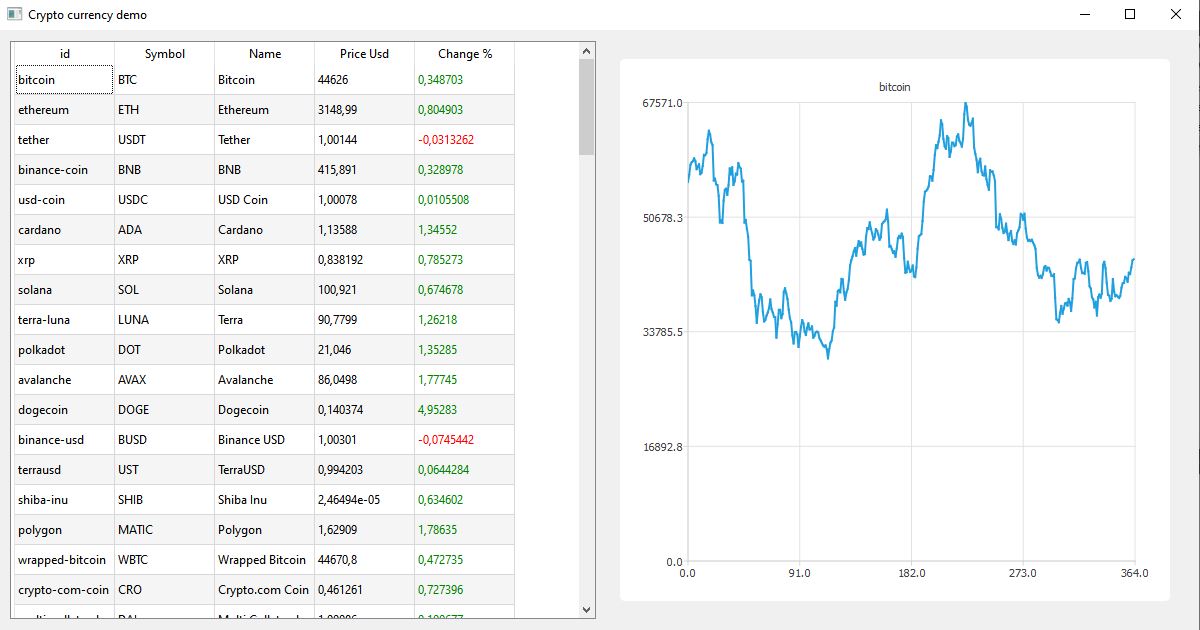 Crypto currency demo
id Symbol Name Price Usd Change %
bitcoin BTC Bitcoin 44626 0,348703
ethereum ETH Ethereum 3148,99 0,804903
tether USDT Tether 1,00144 -0,0313262
binance-coin BNB BNB 415,891 0,328978
usd-coin USDC USD Coin 1,00078 0,0105508
cardano ADA Cardano 1,13588 1,34552
xrp XRP XRP 0,838192 0,785273
solana SOL Solana 100,921 0,674678
terra-luna LUNA Terra 90,7799 1,26218
polkadot DOT Polkadot 21,046 1,35285
avalanche AVAX Avalanche 86,0498 1,77745
dogecoin DOGE Dogecoin 0,140374 4,95283
binance-usd BUSD Binance USD 1,00301 -0,0745442
terrausd UST TerraUSD 0,994203 0,0644284
shiba-inu SHIB Shiba Inu 2,46494e-05 0,634602
polygon MATIC Polygon 1,62909 1,78635
wrapped-bitcoin WBTC Wrapped Bitcoin 44670,8 0,472735
crypto-com-coin CRO Crypto.com Coin 0,461261 0,727396
bitcoin
67571.0
50678.3
33785.5
16892.8
0.0
0.0 91.0 182.0 273.0 364.0